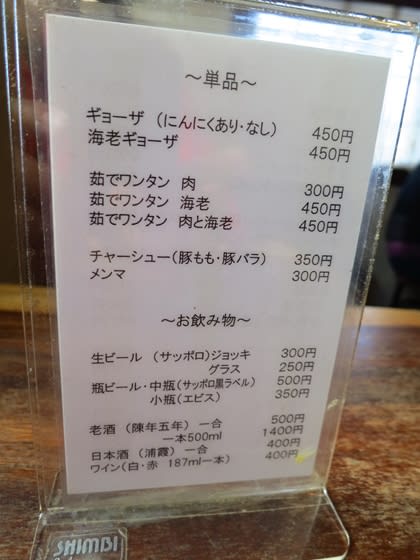 ～単品～
ギョーザ （にんにくあり・なし） 450円
海老ギョーザ 450円
茹でワンタン 肉 300円
茹でワンタン 海老 450円
茹でワンタン 肉と海老 450円
チャーシュー（豚もも・豚バラ） 350円
メンマ 300円
～お飲み物～
生ビール （サッポロ）ジョッキ 300円
グラス 250円
瓶ビール・中瓶（サッポロ黒ラベル） 500円
小瓶（エビス） 350円
老酒 （陳年五年） 一合 500円
一本500ml 1400円
日本酒 （浦霞） 一合 400円
ワイン（白・赤 187ml一本） 400円
SHIMBI